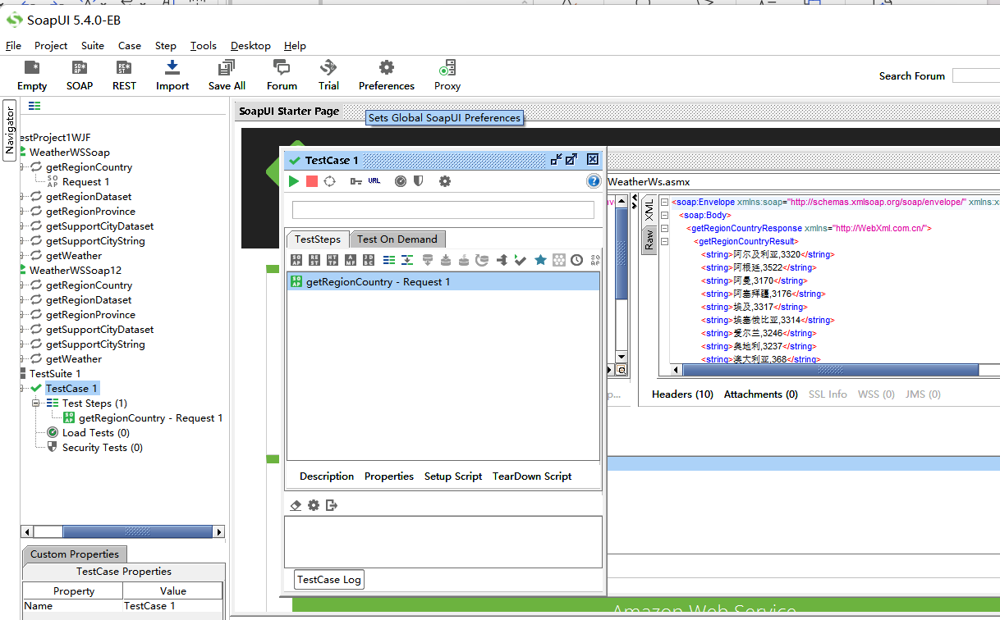 SoapUI 5.4.0-EB
File Project Suite Case Step Tools Desktop Help
Empty SOAP REST Import Save All Forum Trial Preferences Proxy
Search Forum
Navigator
estProject1WJF
WeatherWSSoap
getRegionCountry
Request 1
getRegionDataset
getRegionProvince
getSupportCityDataset
getSupportCityString
getWeather
WeatherWSSoap12
getRegionCountry
getRegionDataset
getRegionProvince
getSupportCityDataset
getSupportCityString
getWeather
TestSuite 1
TestCase 1
Test Steps (1)
getRegionCountry - Request 1
Load Tests (0)
Security Tests (0)
Custom Properties
TestCase Properties
Property Value
Name TestCase 1
SoapUI Starter Page
Sets Global SoapUI Preferences
TestCase 1
URL
TestSteps Test On Demand
getRegionCountry - Request 1
Description Properties Setup Script TearDown Script
TestCase Log
WeatherWs.asmx
XML
Raw
<soap:Envelope xmlns:soap="http://schemas.xmlsoap.org/soap/envelope/" xmlns:x
<soap:Body>
<getRegionCountryResponse xmlns="http://WebXml.com.cn/">
<getRegionCountryResult>
<string>阿尔及利亚,3320</string>
<string>阿根廷,3522</string>
<string>阿曼,3170</string>
<string>阿塞拜疆,3176</string>
<string>埃及,3317</string>
<string>埃塞俄比亚,3314</string>
<string>爱尔兰,3246</string>
<string>奥地利,3237</string>
<string>澳大利亚,368</string>
Headers (10) Attachments (0) SSL Info WSS (0) JMS (0)
Amazon Web Service